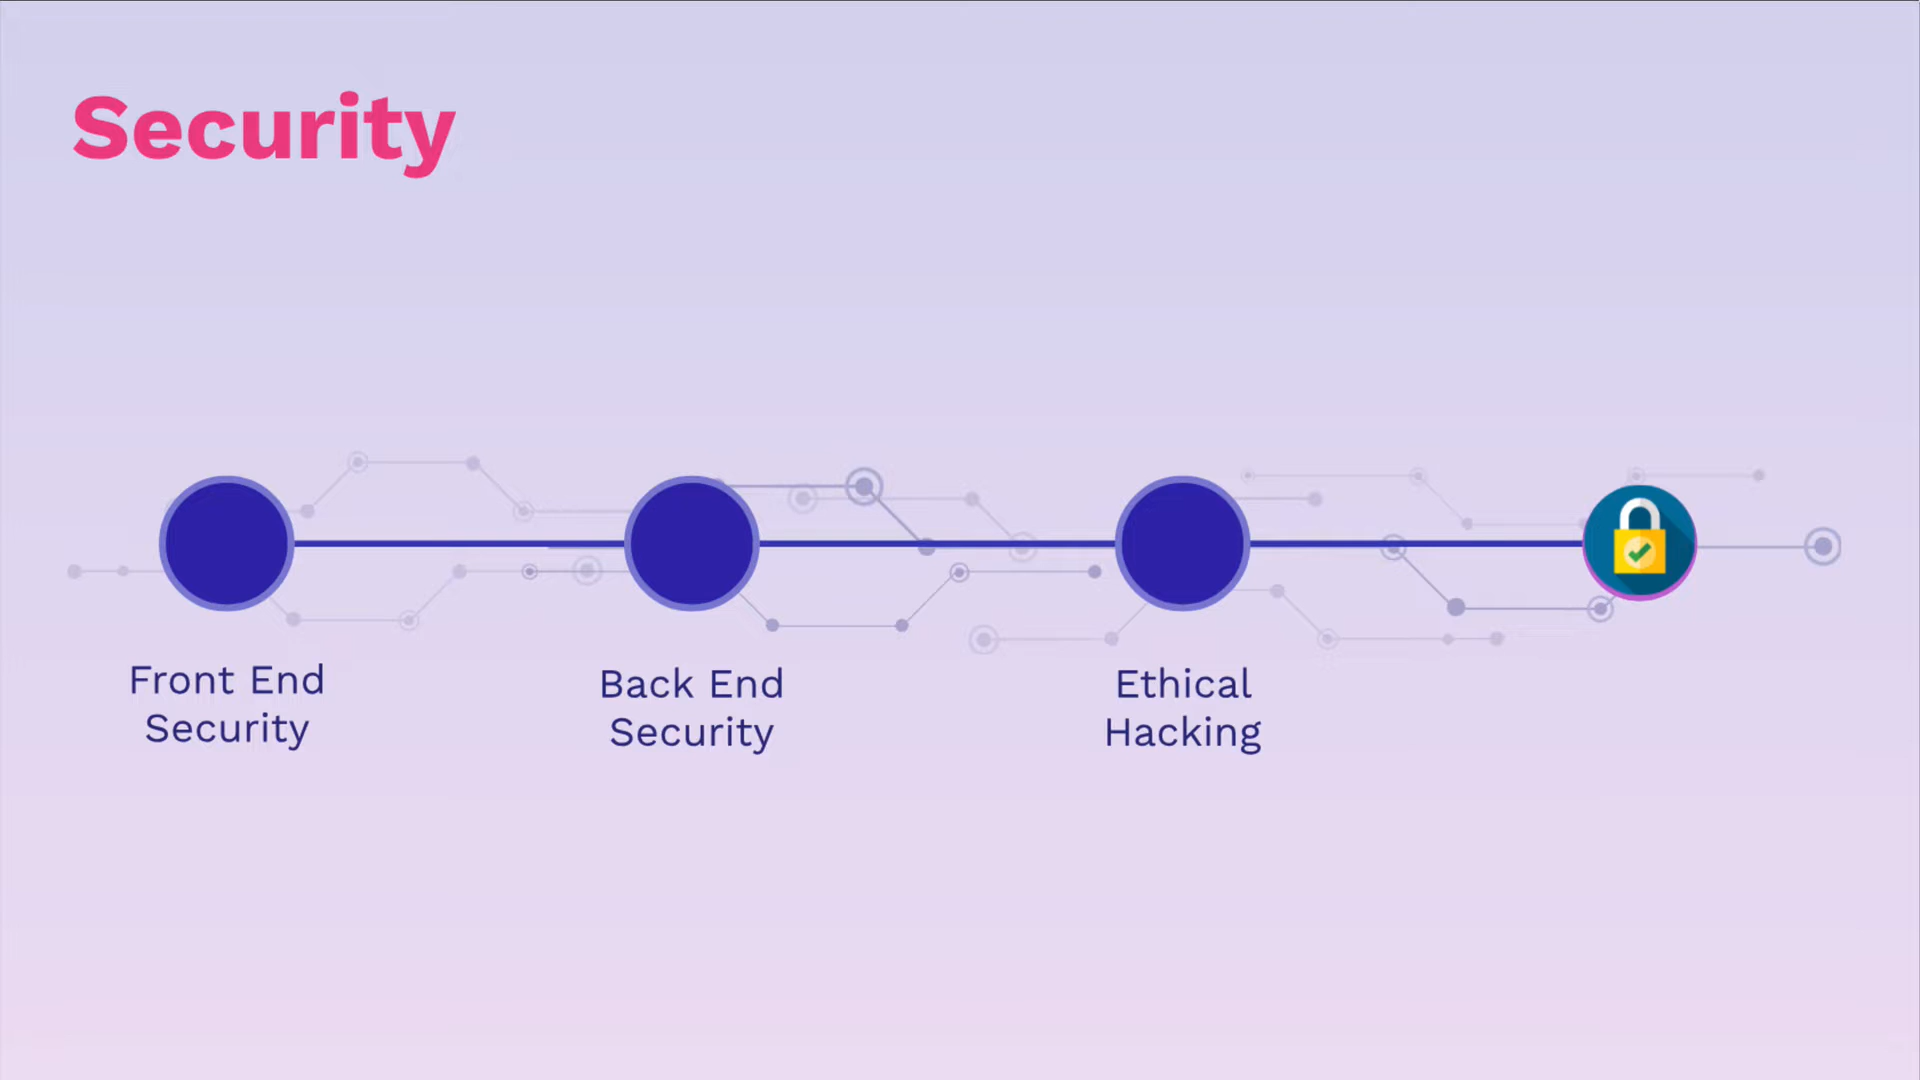 Security
Front End
Security
Back End
Security
Ethical
Hacking